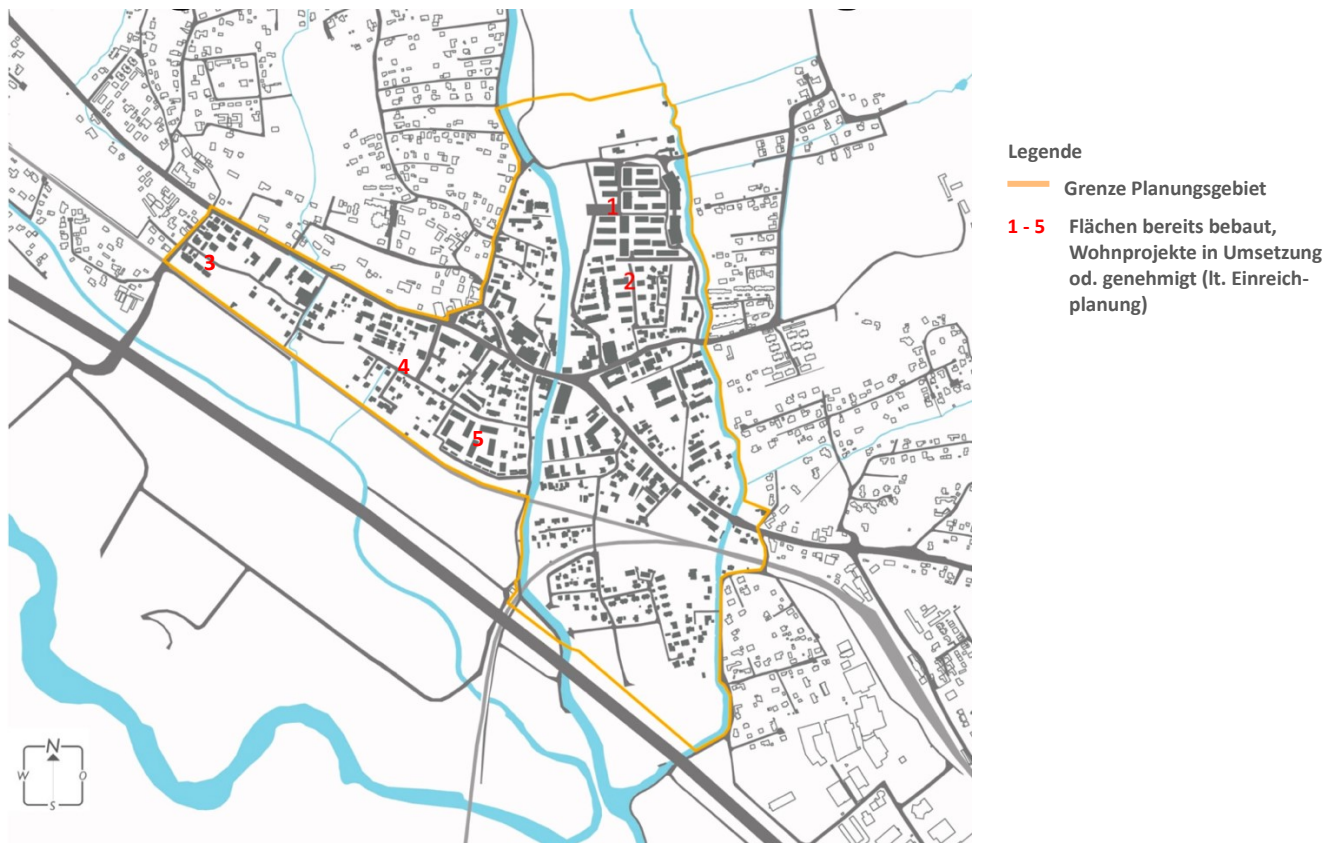 1
2
3
4
5
N
W
O
S
Legende
Grenze Planungsgebiet
1 - 5 Flächen bereits bebaut,
Wohnprojekte in Umsetzung
od. genehmigt (lt. Einreich-
planung)